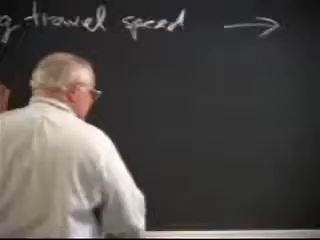 g travel speed →